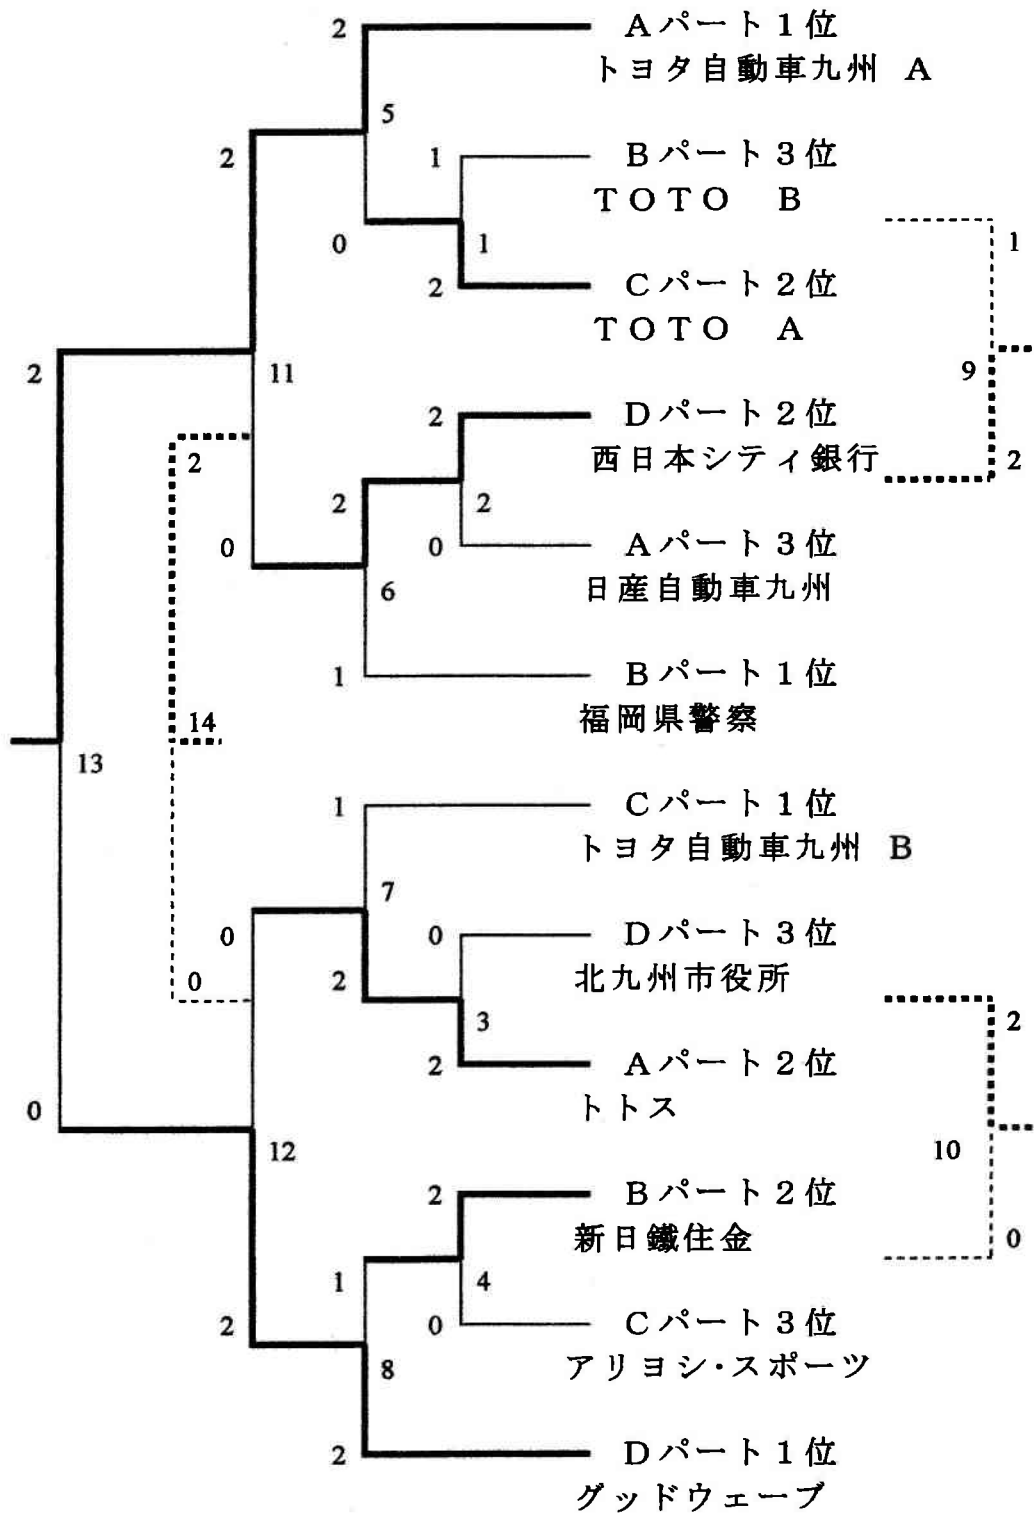 2
Aパート1位
トヨタ自動車九州 A
5
2
1
Bパート3位
TOTO B
0
1
1
2
Cパート2位
TOTO A
2
11
9
2
Dパート2位
2
西日本シティ銀行
2
2
2
0
0
Aパート3位
6
日産自動車九州
1
Bパート1位
14
福岡県警察
13
1
Cパート1位
トヨタ自動車九州 B
7
0
0
Dパート3位
0
2
北九州市役所
3
2
2
Aパート2位
0
トトス
12
10
2
Bパート2位
新日鐵住金
0
1
4
2
0
Cパート3位
8
アリヨシ・スポーツ
2
Dパート1位
グッドウェーブ